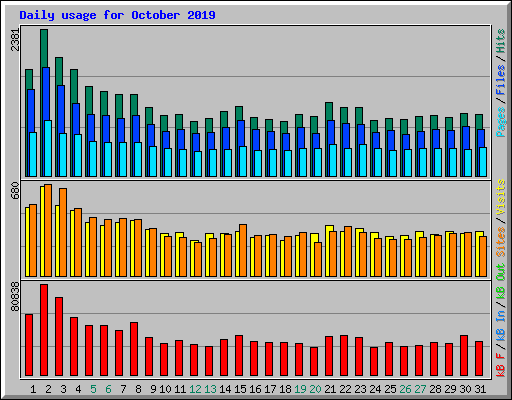 Daily usage for October 2019
2381
Pages / Files / Hits
680
Sites / Visits
80838
kB F / kB In / kB Out
1 2 3 4 5 6 7 8 9 10 11 12 13 14 15 16 17 18 19 20 21 22 23 24 25 26 27 28 29 30 31